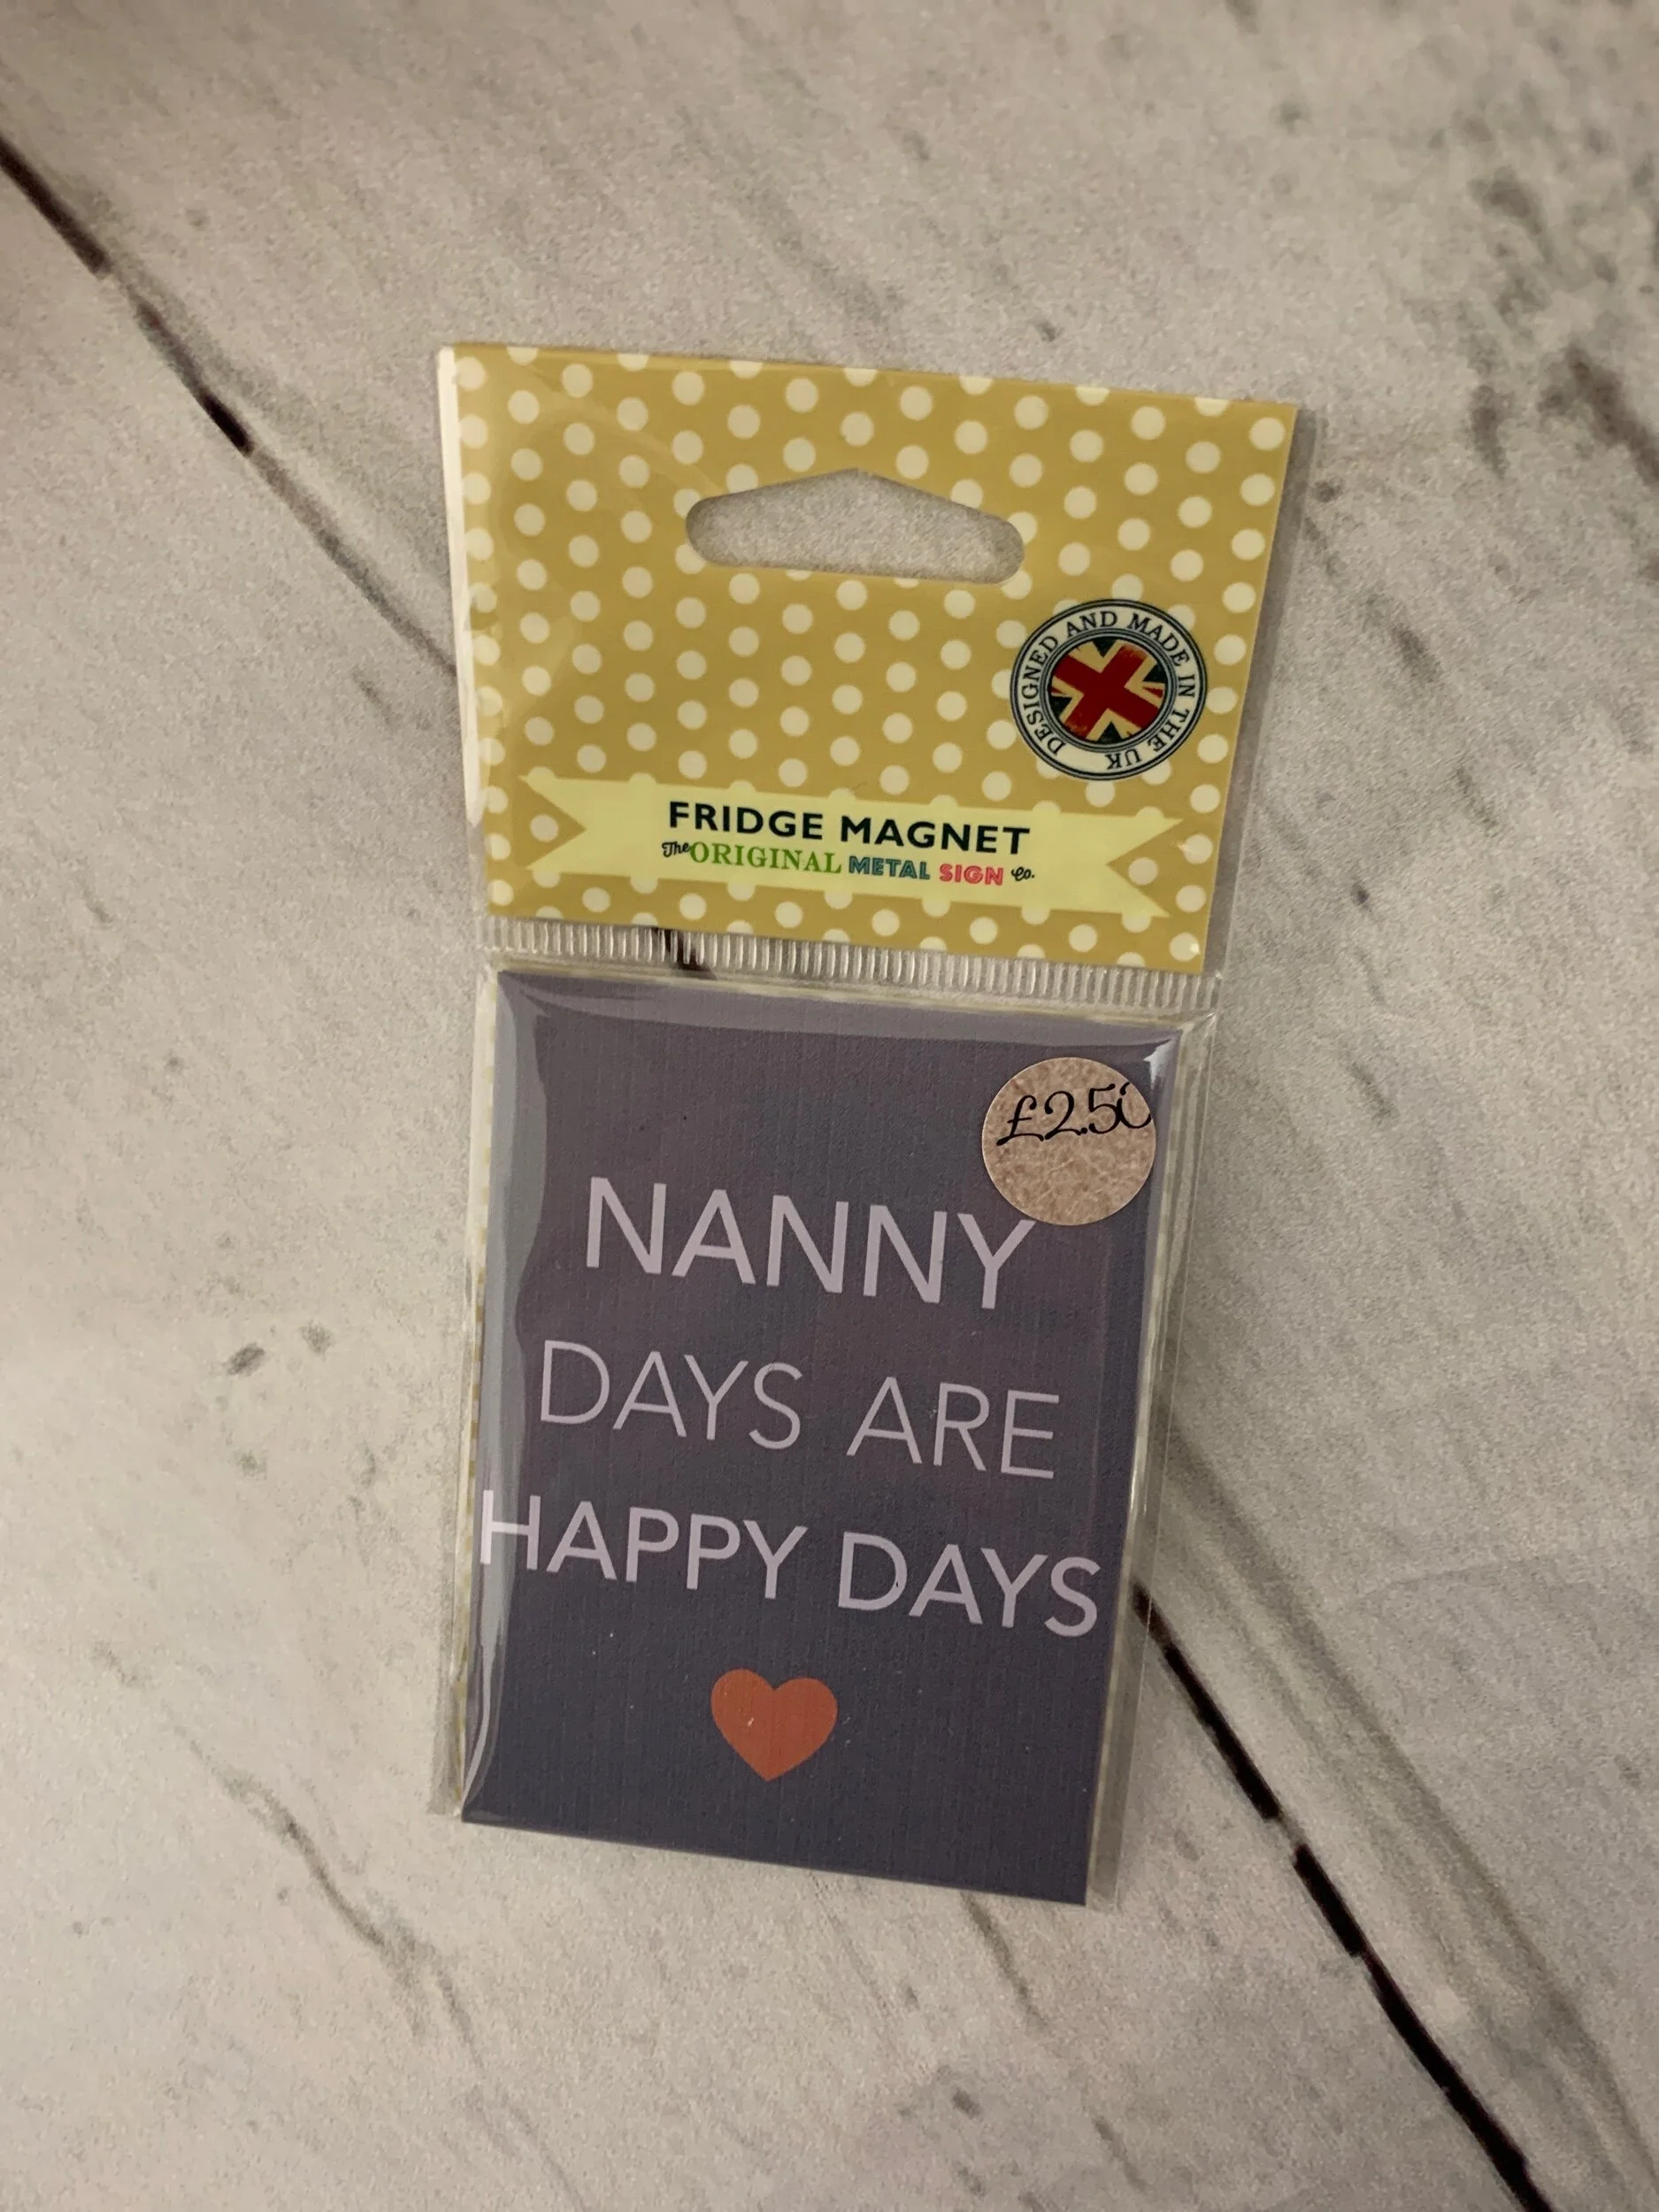 DESIGNED AND MADE IN THE UK
FRIDGE MAGNET
The ORIGINAL METAL SIGN Co.
£2.50
NANNY
DAYS ARE
HAPPY DAYS